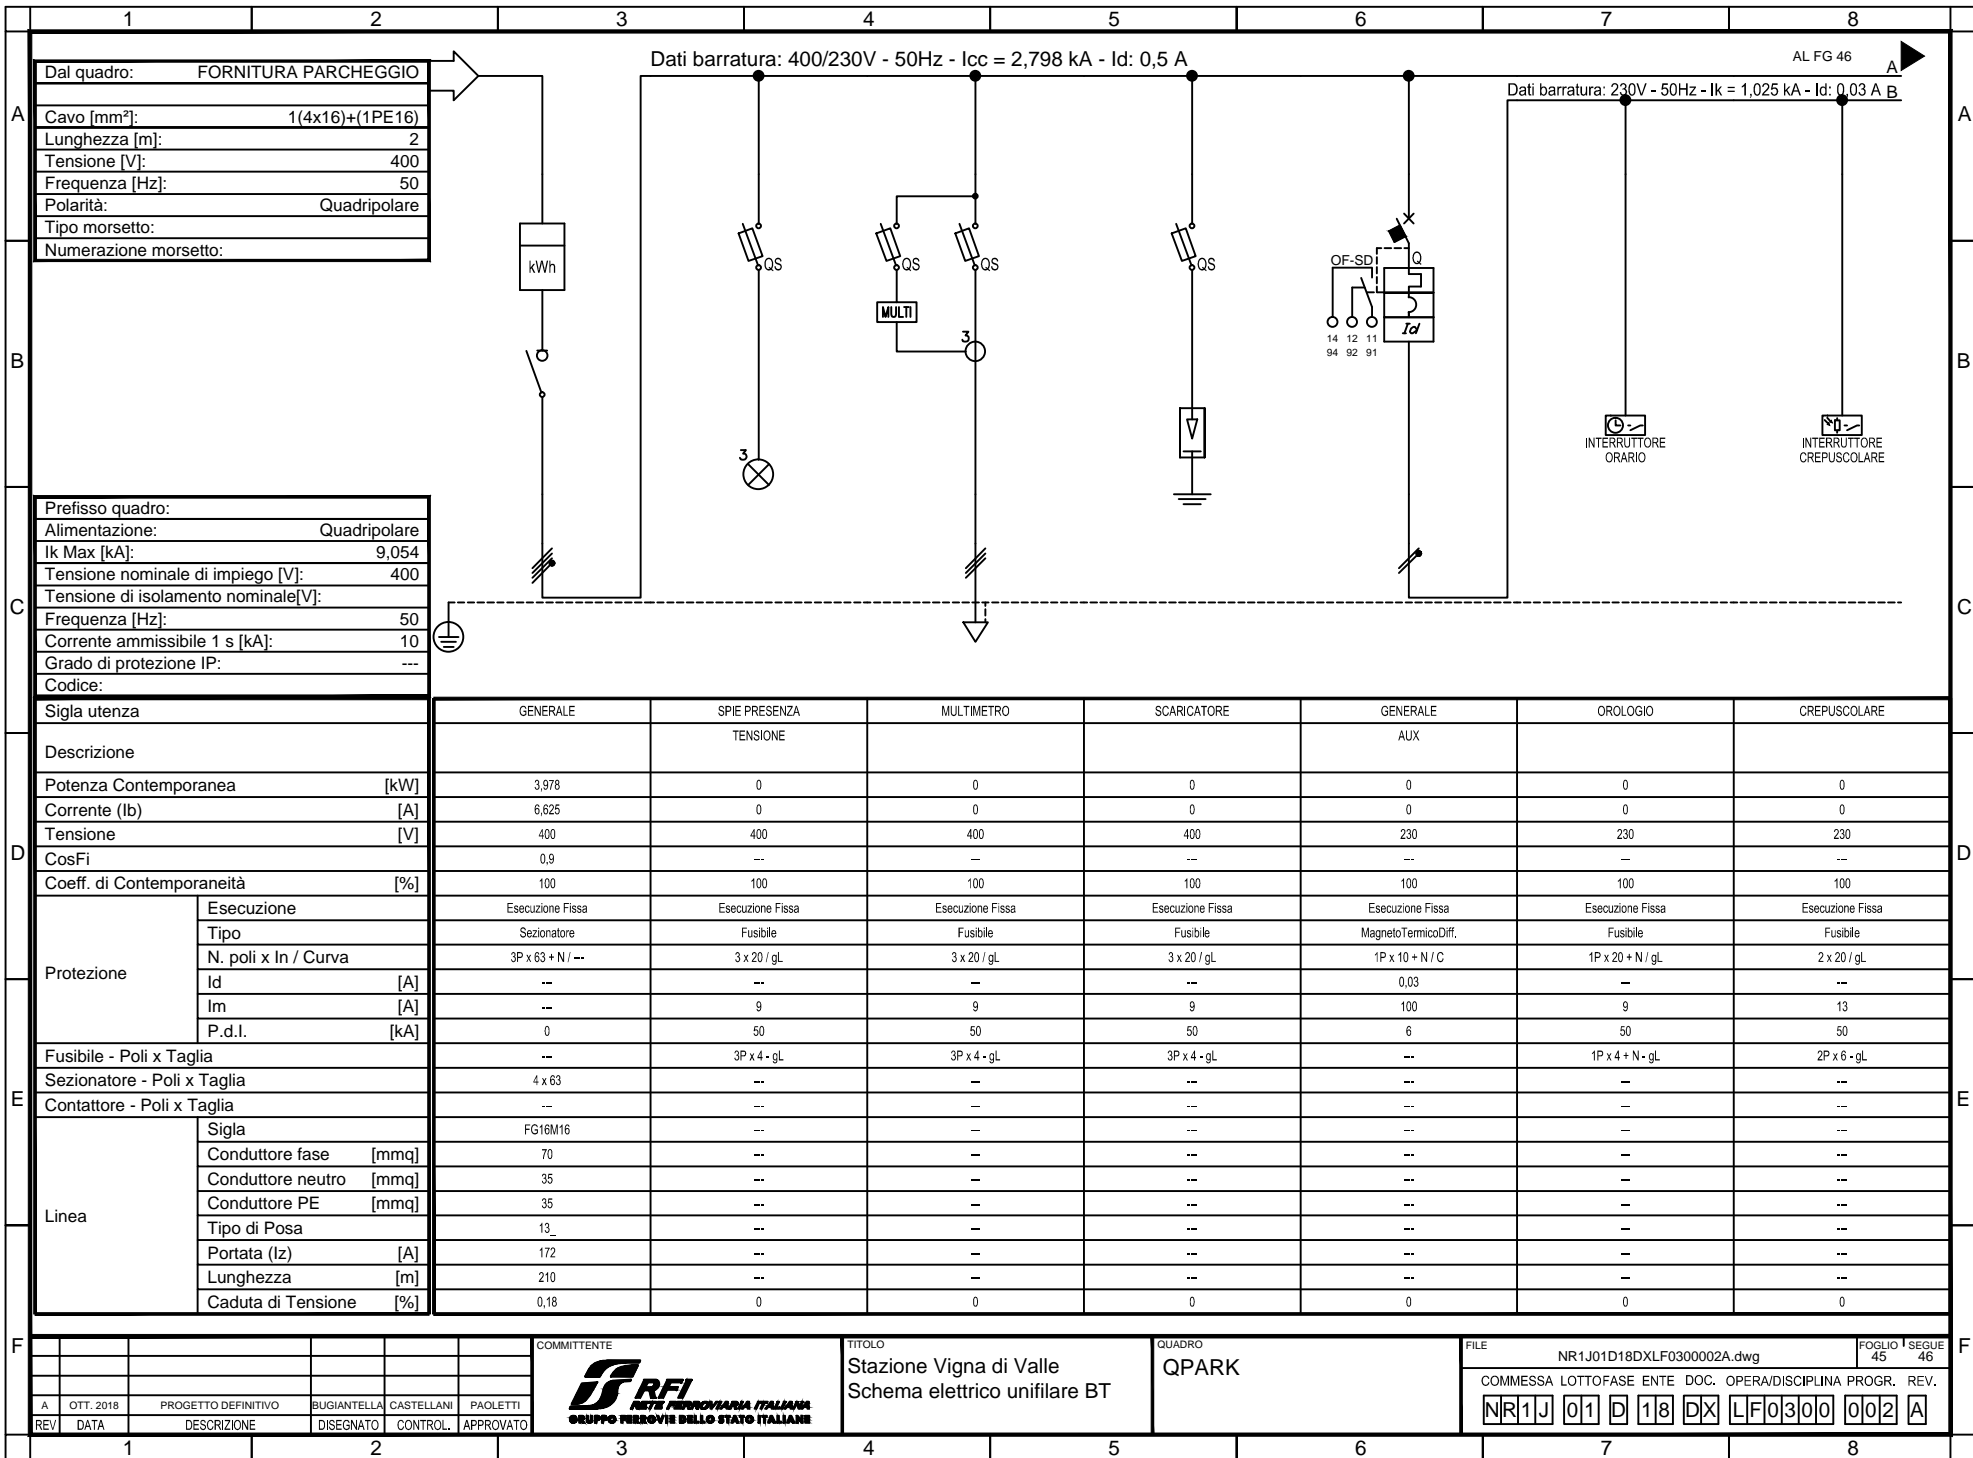 1 2 3 4 5 6 7 8
Dati barratura: 400/230V - 50Hz - Icc = 2,798 kA - Id: 0,5 A
AL FG 46
A
Dati barratura: 230V - 50Hz - Ik = 1,025 kA - Id: 0,03 A B
Dal quadro: FORNITURA PARCHEGGIO
Cavo [mm²]: 1(4x16)+(1PE16)
Lunghezza [m]: 2
Tensione [V]: 400
Frequenza [Hz]: 50
Polarità: Quadripolare
Tipo morsetto:
Numerazione morsetto:
A A
kWh
QS
QS
QS
QS
MULTI
3
3
OF-SD
Q
Id
14 12 11
94 92 91
INTERRUTTORE
ORARIO
INTERRUTTORE
CREPUSCOLARE
B B
Prefisso quadro:
Alimentazione: Quadripolare
Ik Max [kA]: 9,054
Tensione nominale di impiego [V]: 400
Tensione di isolamento nominale[V]:
Frequenza [Hz]: 50
Corrente ammissibile 1 s [kA]: 10
Grado di protezione IP: ---
Codice:
C C
Sigla utenza GENERALE SPIE PRESENZA MULTIMETRO SCARICATORE GENERALE OROLOGIO CREPUSCOLARE
Descrizione TENSIONE AUX
Potenza Contemporanea [kW] 3,978 0 0 0 0 0 0
Corrente (Ib) [A] 6,625 0 0 0 0 0 0
Tensione [V] 400 400 400 400 230 230 230
D D
CosFi 0,9 --- --- --- --- --- ---
Coeff. di Contemporaneità [%] 100 100 100 100 100 100 100
Protezione
Esecuzione Esecuzione Fissa Esecuzione Fissa Esecuzione Fissa Esecuzione Fissa Esecuzione Fissa Esecuzione Fissa Esecuzione Fissa
Tipo Sezionatore Fusibile Fusibile Fusibile MagnetoTermicoDiff. Fusibile Fusibile
N. poli x In / Curva 3P x 63 + N / --- 3 x 20 / gL 3 x 20 / gL 3 x 20 / gL 1P x 10 + N / C 1P x 20 + N / gL 2 x 20 / gL
Id [A] --- --- --- --- 0,03 --- ---
Im [A] --- 9 9 9 100 9 13
P.d.I. [kA] 0 50 50 50 6 50 50
Fusibile - Poli x Taglia --- 3P x 4 - gL 3P x 4 - gL 3P x 4 - gL --- 1P x 4 + N - gL 2P x 6 - gL
Sezionatore - Poli x Taglia 4 x 63 --- --- --- --- --- ---
E E
Contattore - Poli x Taglia --- --- --- --- --- --- ---
Linea
Sigla FG16M16 --- --- --- --- --- ---
Conduttore fase [mmq] 70 --- --- --- --- --- ---
Conduttore neutro [mmq] 35 --- --- --- --- --- ---
Conduttore PE [mmq] 35 --- --- --- --- --- ---
Tipo di Posa 13_ --- --- --- --- --- ---
Portata (Iz) [A] 172 --- --- --- --- --- ---
Lunghezza [m] 210 --- --- --- --- --- ---
Caduta di Tensione [%] 0,18 0 0 0 0 0 0
F F
A OTT. 2018 PROGETTO DEFINITIVO BUGIANTELLA CASTELLANI PAOLETTI
REV DATA DESCRIZIONE DISEGNATO CONTROL. APPROVATO
COMMITTENTE
RFI
RETE FERROVIARIA ITALIANA
GRUPPO FERROVIE DELLO STATO ITALIANE
TITOLO
Stazione Vigna di Valle
Schema elettrico unifilare BT
QUADRO
QPARK
FILE
NR1J01D18DXLF0300002A.dwg
FOGLIO SEGUE
45 46
COMMESSA LOTTO FASE ENTE DOC. OPERA/DISCIPLINA PROGR. REV.
NR1J 01 D 18 DX LF0300 002 A
1 2 3 4 5 6 7 8